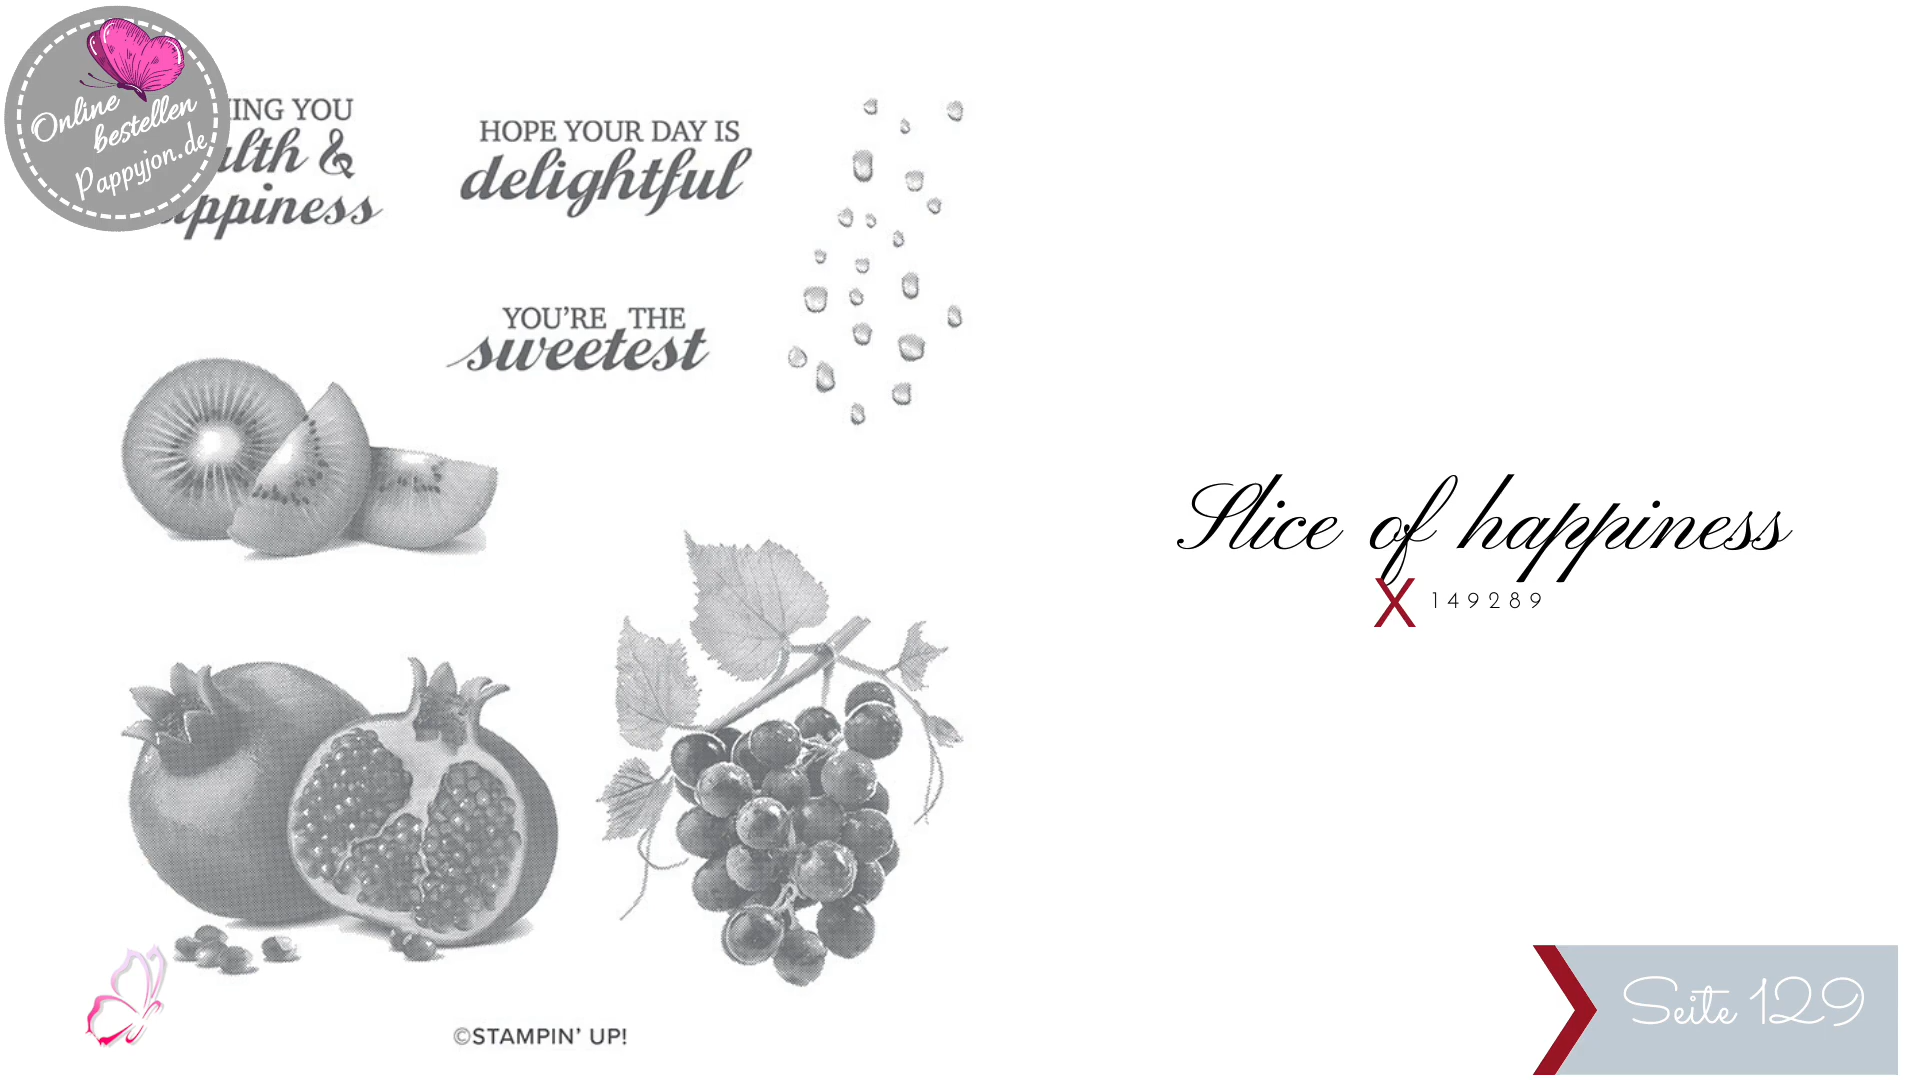 Online
bestellen
Pappyjon.de
YOU
&
HOPE YOUR DAY IS
delightful
YOU'RE THE
sweetest
Slice of happiness
X 149289
©STAMPIN' UP!
Seite 129